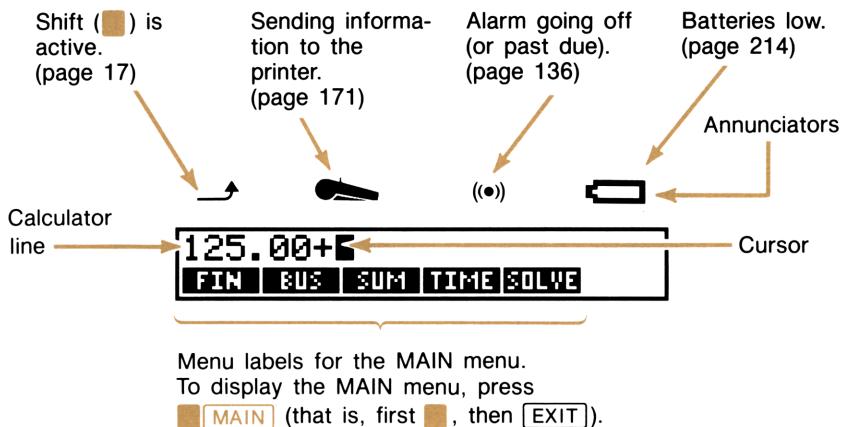 Shift ( ) is
active.
(page 17)
Sending informa-
tion to the
printer.
(page 171)
Alarm going off
(or past due).
(page 136)
Batteries low.
(page 214)
Annunciators
Calculator
line
125.00+
Cursor
FIN BUS SUM TIME SOLVE
Menu labels for the MAIN menu.
To display the MAIN menu, press
MAIN (that is, first , then EXIT).